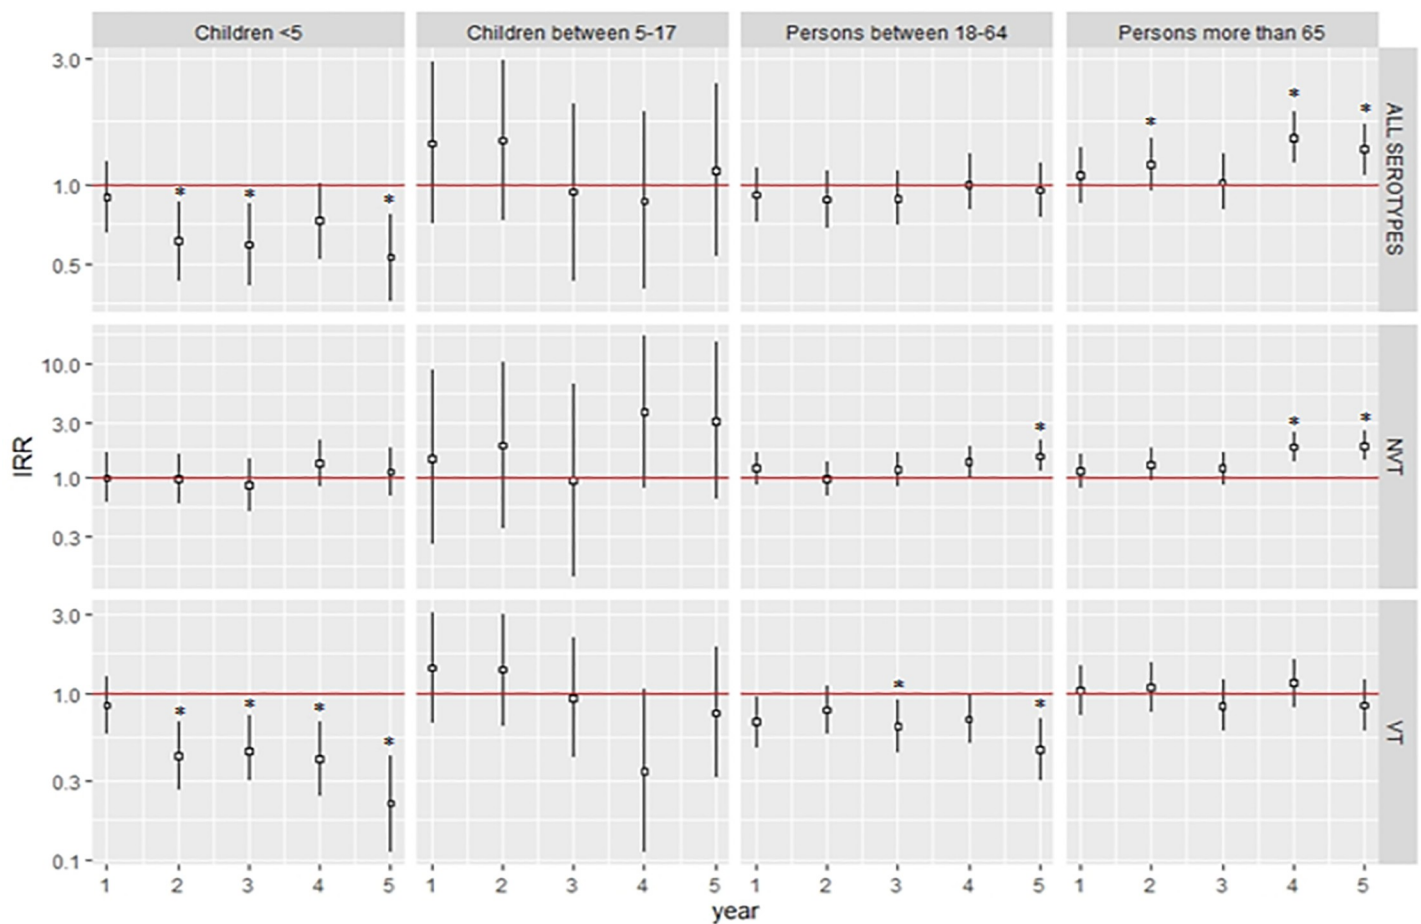 Children <5
Children between 5-17
Persons between 18-64
Persons more than 65
3.0
1.0
0.5
* * *
* * *
ALL SEROTYPES
10.0
3.0
1.0
0.3
*
* *
NVT
IRR
3.0
1.0
0.3
0.1
* * * *
* *
VT
1 2 3 4 5
1 2 3 4 5
1 2 3 4 5
1 2 3 4 5
year